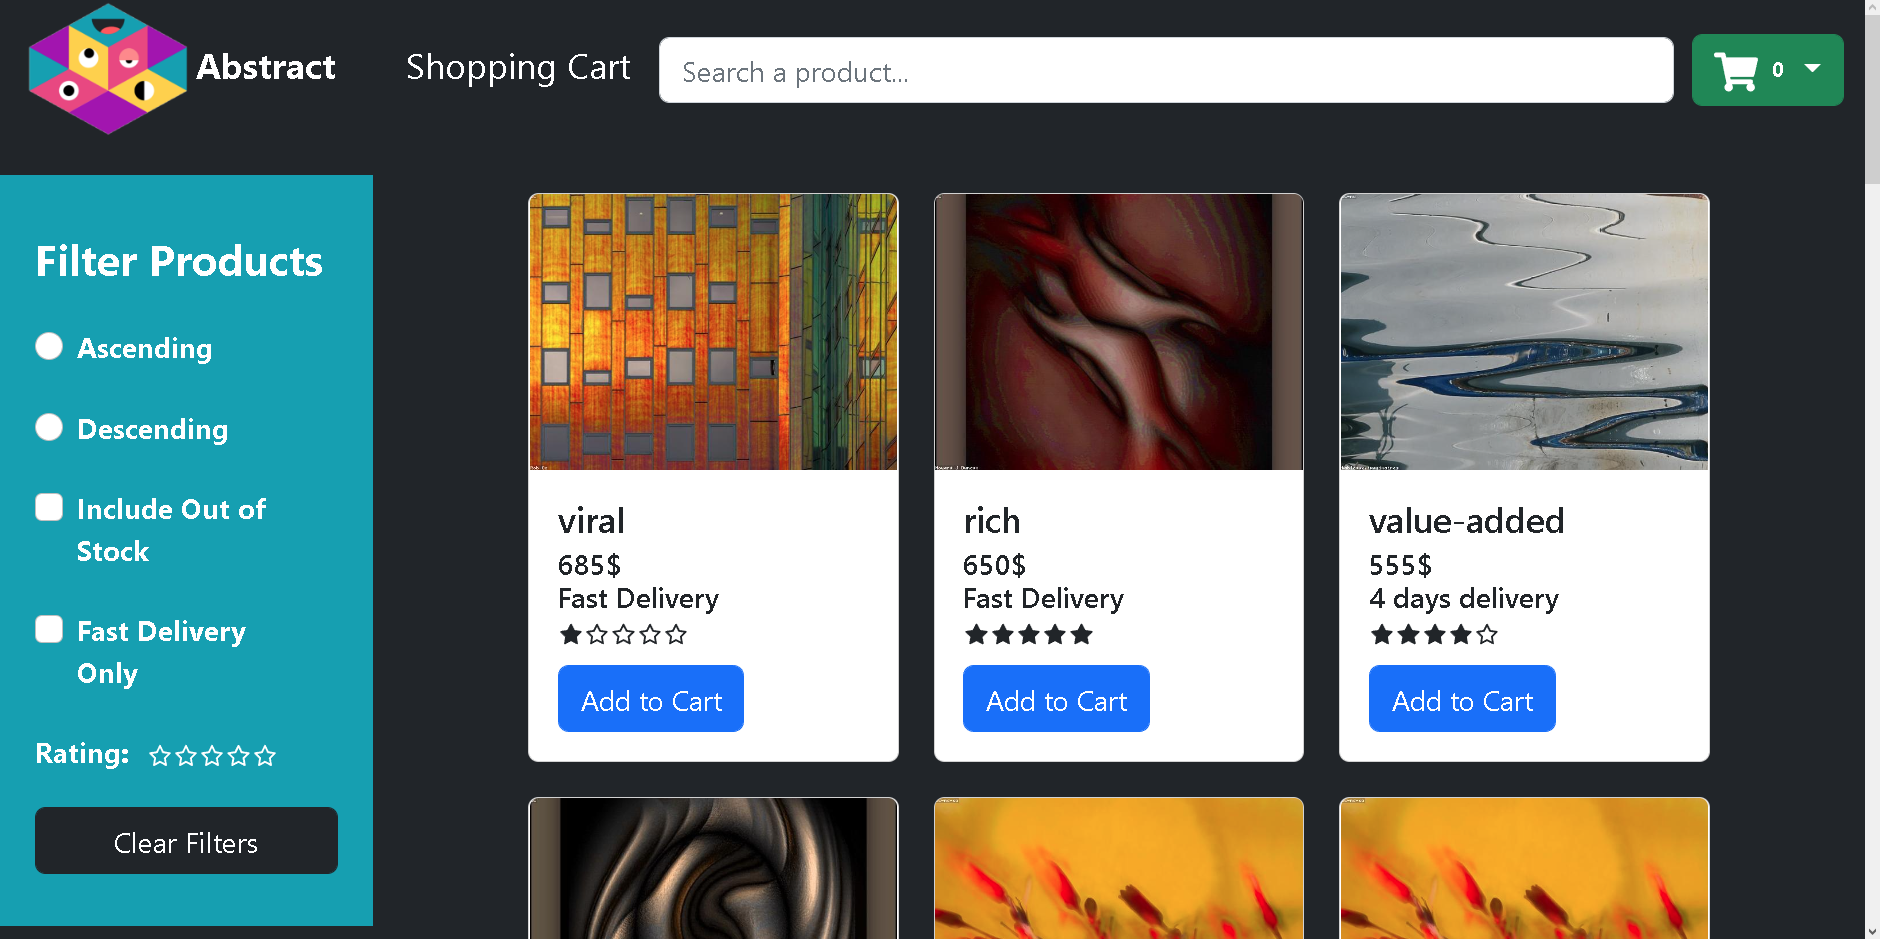 Abstract
Shopping Cart
Search a product...
0
Filter Products
Ascending
Descending
Include Out of
Stock
Fast Delivery
Only
Rating:
Clear Filters
viral
685$
Fast Delivery
Add to Cart
rich
650$
Fast Delivery
Add to Cart
value-added
555$
4 days delivery
Add to Cart